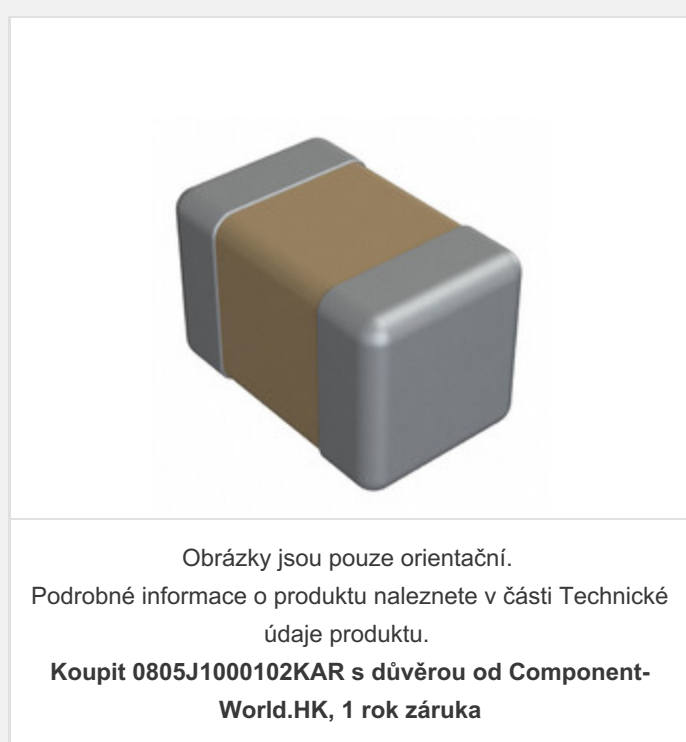 Obrázky jsou pouze orientační.
Podrobné informace o produktu naleznete v části Technické
údaje produktu.
Koupit 0805J1000102KAR s důvěrou od Component-
World.HK, 1 rok záruka